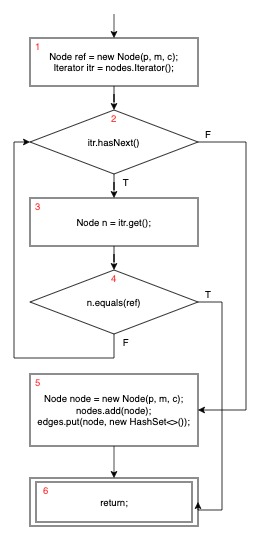 1
Node ref = new Node(p, m, c);
Iterator itr = nodes.Iterator();
2
itr.hasNext()
F
T
3
Node n = itr.get();
4
n.equals(ref)
T
F
5
Node node = new Node(p, m, c);
nodes.add(node);
edges.put(node, new HashSet<>());
6
return;